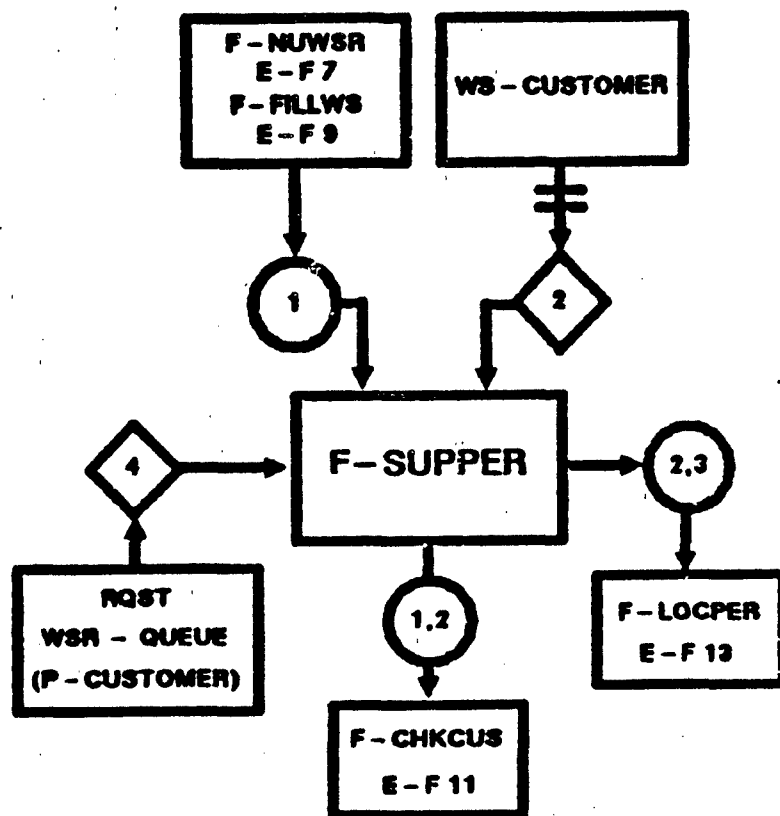 F-NUWSR
E-F 7
F-FILLWS
E-F 9
WS-CUSTOMER
1
2
4
F-SUPPER
2,3
RQST
WSR-QUEUE
(P-CUSTOMER)
1,2
F-LOCPER
E-F 13
F-CHKCUS
E-F 11